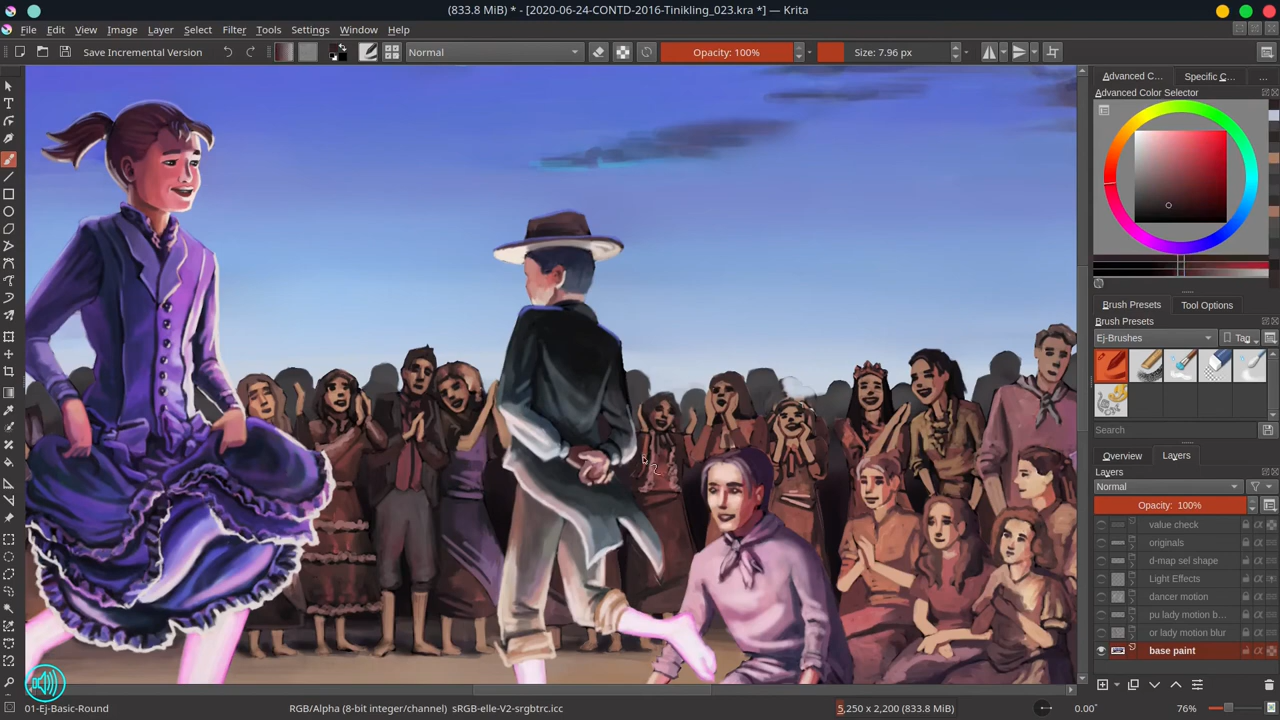 (833.8 MiB) * - [2020-06-24-CONTD-2016-Tinikling_023.kra *] — Krita
File Edit View Image Layer Select Filter Tools Settings Window Help
Save Incremental Version Normal Opacity: 100% Size: 7.96 px
Advanced C... Specific C... ...
Advanced Color Selector
Brush Presets Tool Options
Brush Presets
Ej-Brushes Tag
Search
Overview Layers
Layers
Normal
Opacity: 100%
value check
originals
d-map sel shape
Light Effects
dancer motion
pu lady motion b...
or lady motion blur
base paint
01-Ej-Basic-Round RGB/Alpha (8-bit integer/channel) sRGB-elle-V2-srgbtrc.icc 5,250 x 2,200 (833.8 MiB) 0.00° 76%